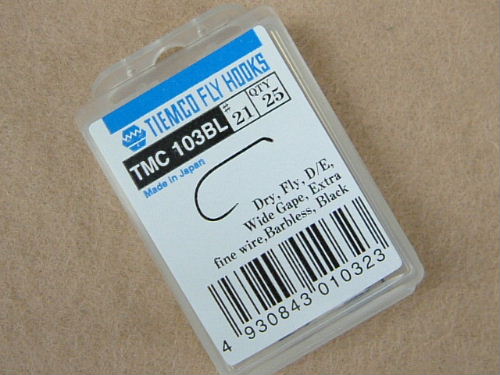 TIEMCO FLY HOOKS
TMC 103BL
# 21
QTY 25
Made in Japan
Dry, Fly, D/E,
Wide Gape, Extra
fine wire,Barbless, Black
4 930843 010323